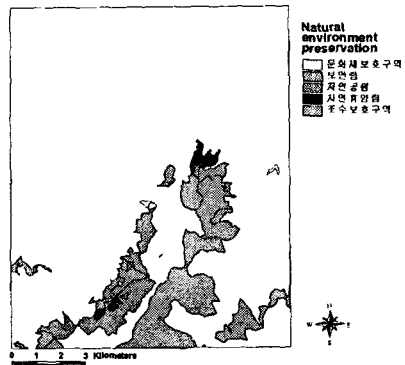 Natural
environment
preservation
문화재보호구역
보안림
자연공원
자연휴양림
조수보호구역
N
W E
S
0 1 2 3 Kilometers